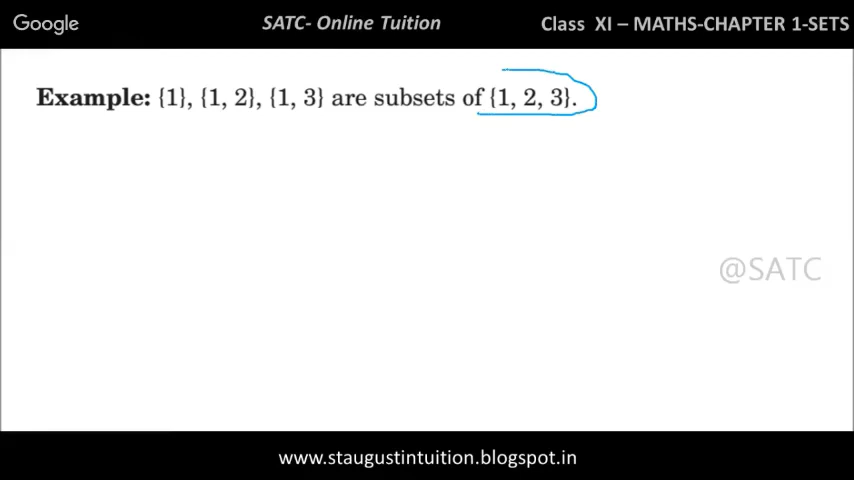 Google SATC- Online Tuition Class XI – MATHS-CHAPTER 1-SETS
Example: {1}, {1, 2}, {1, 3} are subsets of {1, 2, 3}.
@SATC
www.staugustintuition.blogspot.in